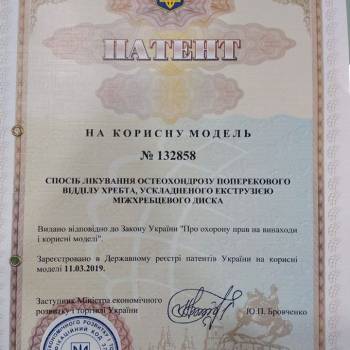 ПАТЕНТ
НА КОРИСНУ МОДЕЛЬ
№ 132858
СПОСІБ ЛІКУВАННЯ ОСТЕОХОНДРОЗУ ПОПЕРЕКОВОГО
ВІДДІЛУ ХРЕБТА, УСКЛАДНЕНОГО ЕКСТРУЗІЄЮ
МІЖХРЕБЦЕВОГО ДИСКА
Видано відповідно до Закону України "Про охорону прав на винаходи
і корисні моделі".
Зареєстровано в Державному реєстрі патентів України на корисні
моделі 11.03.2019.
Заступник Міністра економічного
розвитку і торгівлі України
Ю.П. Бровченко